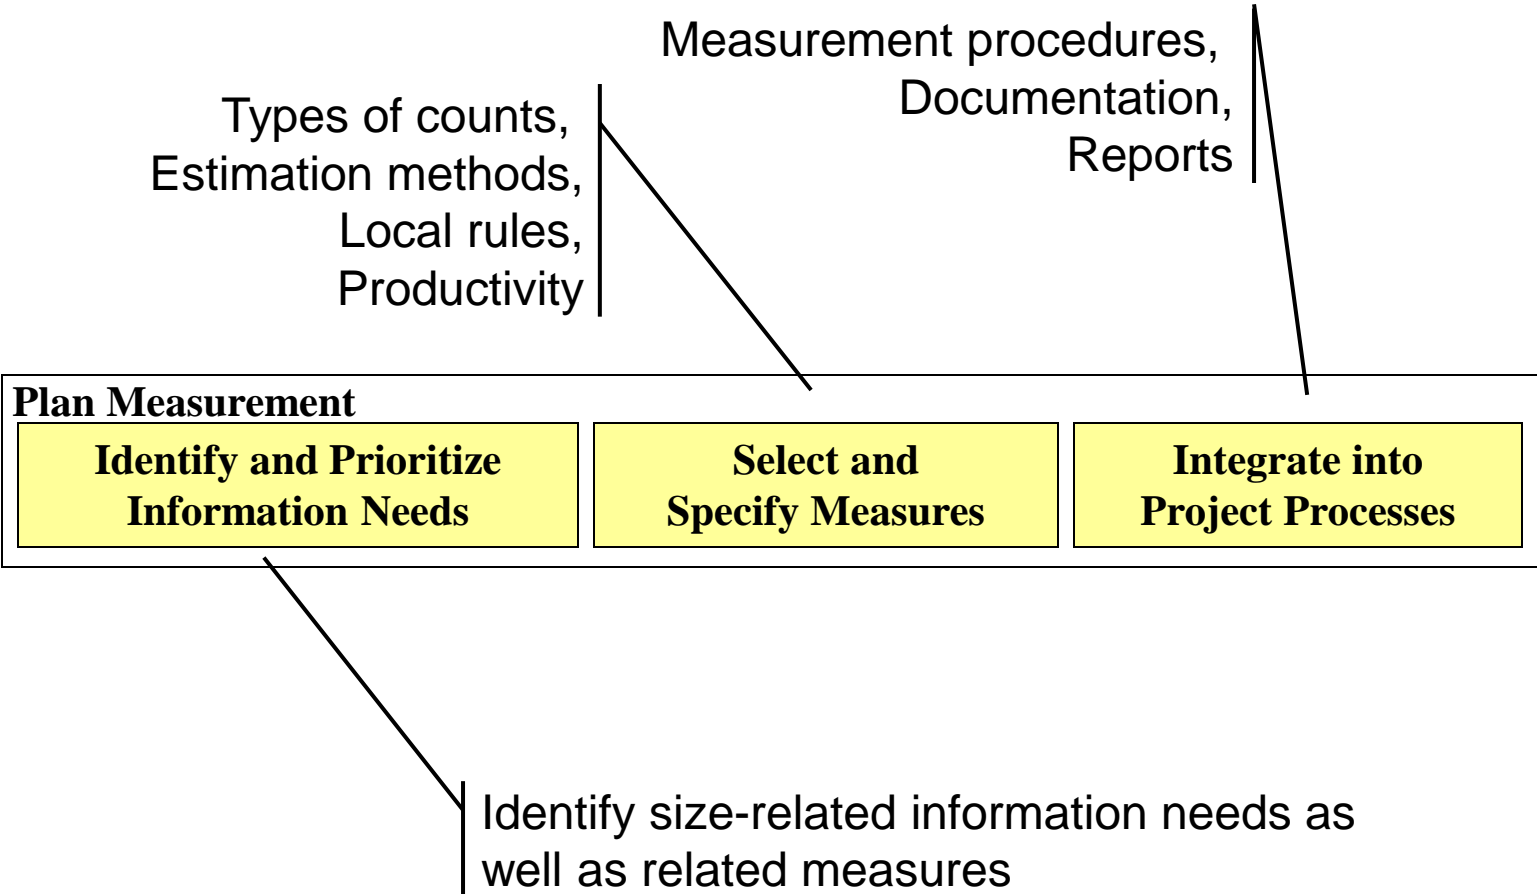 Measurement procedures,
Documentation,
Reports
Types of counts,
Estimation methods,
Local rules,
Productivity
Plan Measurement
Identify and Prioritize
Information Needs
Select and
Specify Measures
Integrate into
Project Processes
Identify size-related information needs as
well as related measures